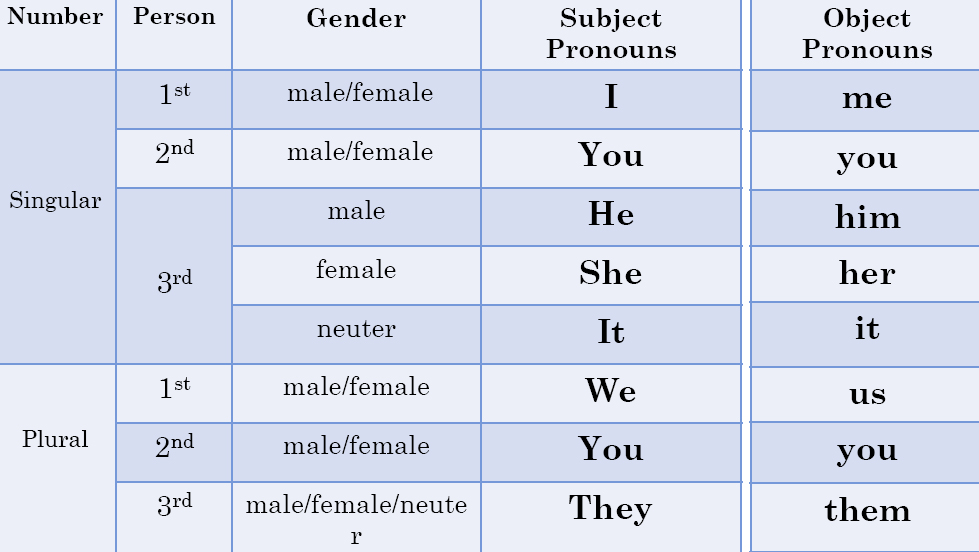 Number Person Gender Subject Object
Pronouns Pronouns
1st male/female I me
2nd male/female You you
Singular
male He him
3rd female She her
neuter It it
1st male/female We us
Plural 2nd male/female You you
3rd male/female/neute They them
r